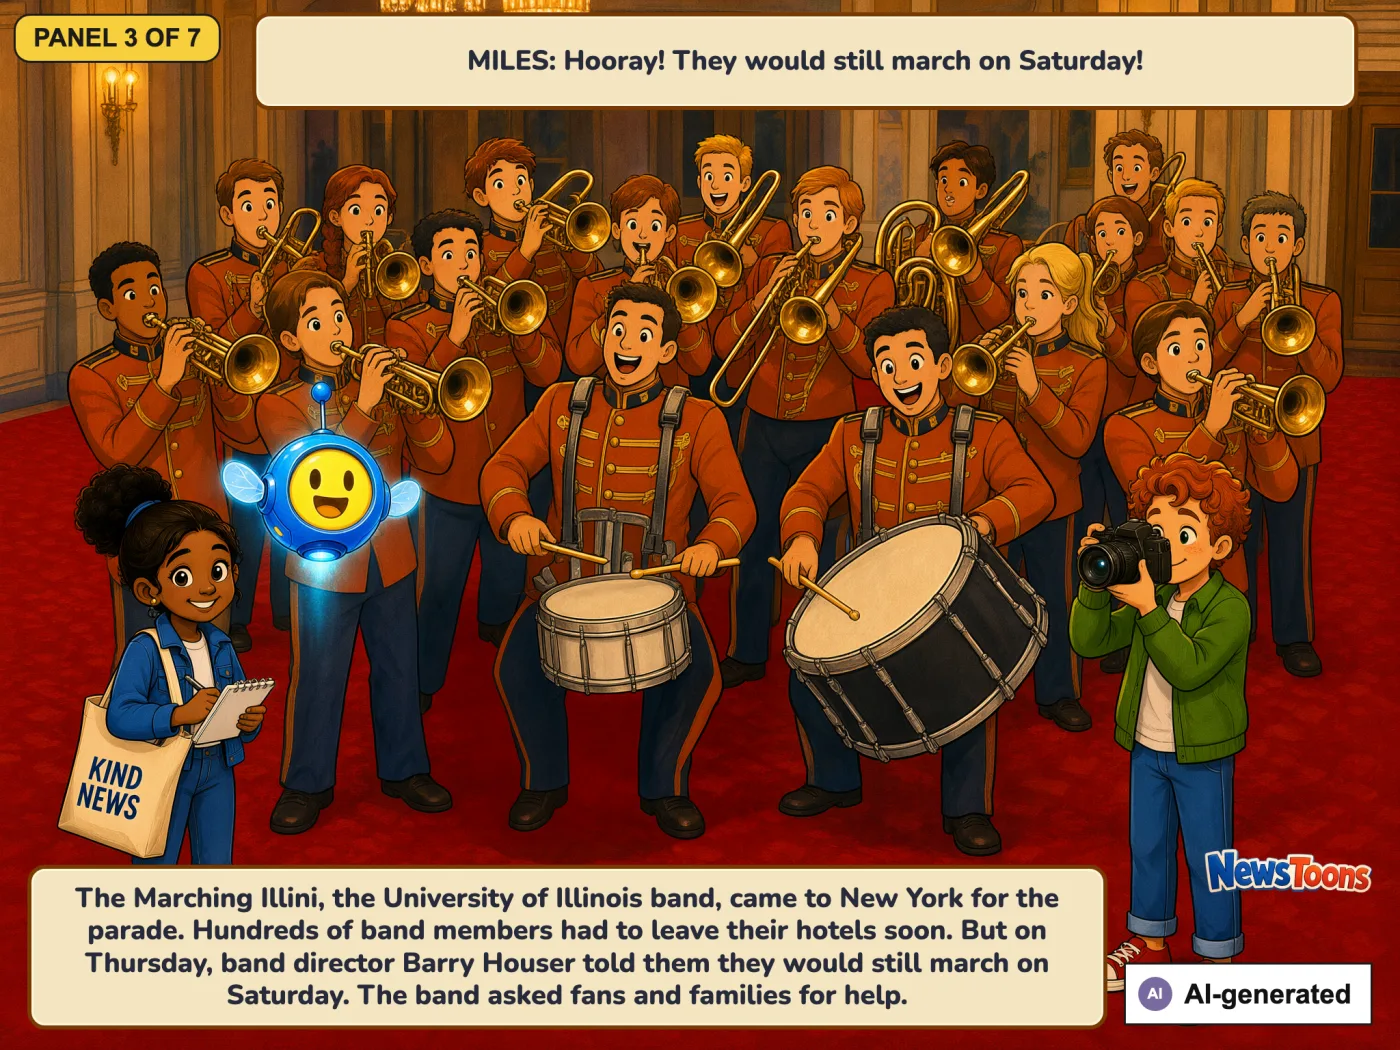 PANEL 3 OF 7
MILES: Hooray! They would still march on Saturday!
KIND
NEWS
The Marching Illini, the University of Illinois band, came to New York for the
parade. Hundreds of band members had to leave their hotels soon. But on
Thursday, band director Barry Houser told them they would still march on
Saturday. The band asked fans and families for help.
NewsToons
AI AI-generated